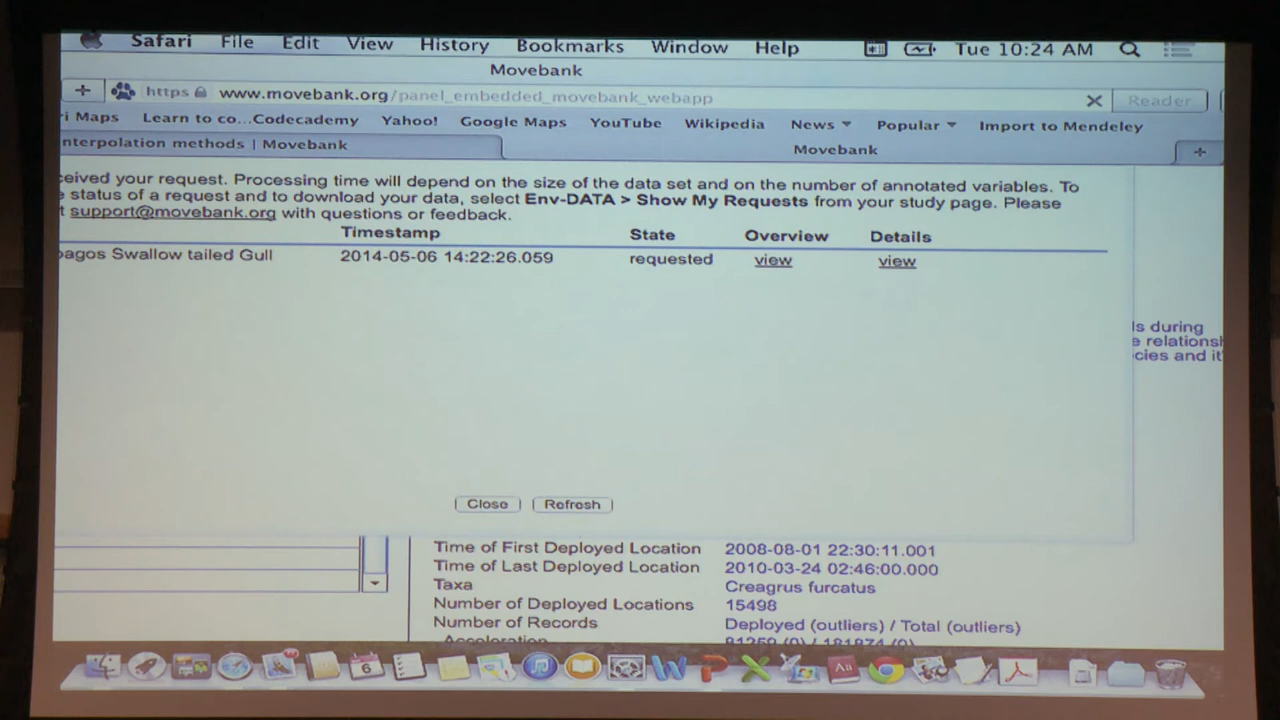 Safari File Edit View History Bookmarks Window Help Tue 10:24 AM
Movebank
+ https www.movebank.org/panel_embedded_movebank_webapp Reader
ri Maps Learn to co...Codecademy Yahoo! Google Maps YouTube Wikipedia News Popular Import to Mendeley
nterpolation methods | Movebank Movebank +
ceived your request. Processing time will depend on the size of the data set and on the number of annotated variables. To
e status of a request and to download your data, select Env-DATA > Show My Requests from your study page. Please
t support@movebank.org with questions or feedback.
Timestamp State Overview Details
pagos Swallow tailed Gull 2014-05-06 14:22:26.059 requested view view
ls during
e relationsh
cies and it
Close Refresh
Time of First Deployed Location 2008-08-01 22:30:11.001
Time of Last Deployed Location 2010-03-24 02:46:00.000
Taxa Creagrus furcatus
Number of Deployed Locations 15498
Number of Records Deployed (outliers) / Total (outliers)
Acceleration
6
Aa